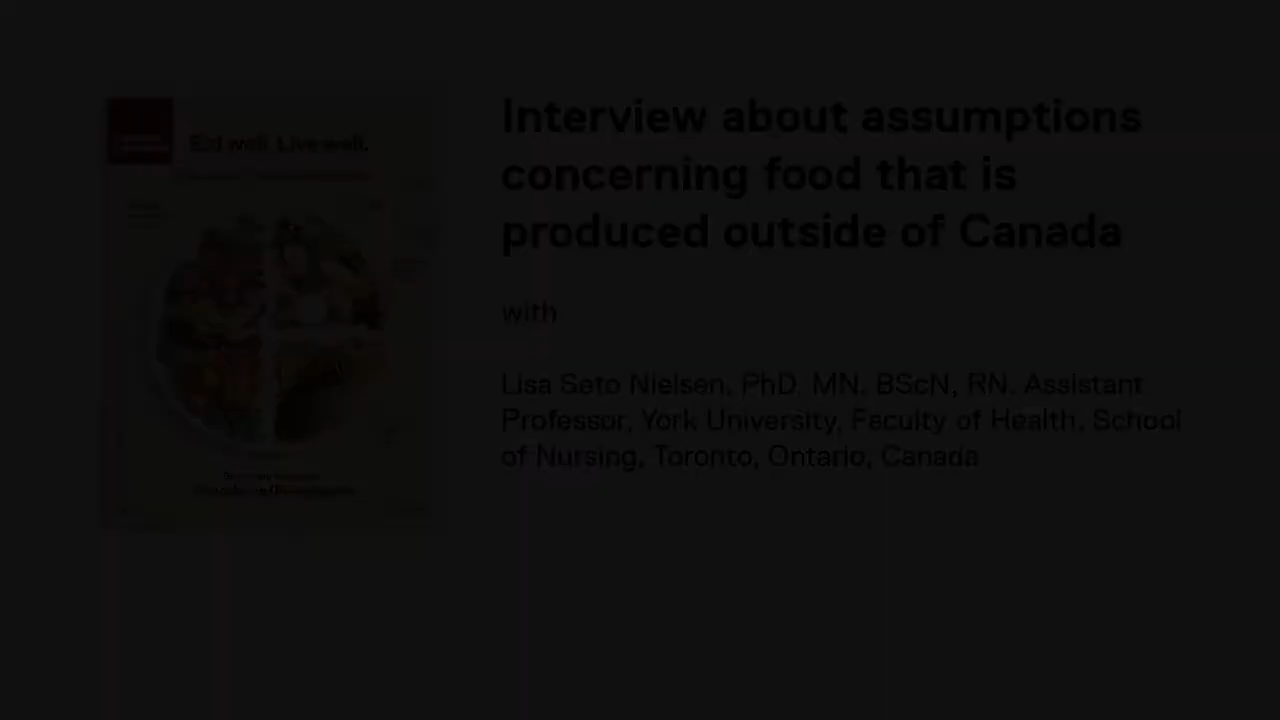 Eat well. Live well.
Interview about assumptions
concerning food that is
produced outside of Canada
with
Lisa Seto Nielsen, PhD, MN, BScN, RN, Assistant
Professor, York University, Faculty of Health, School
of Nursing, Toronto, Ontario, Canada